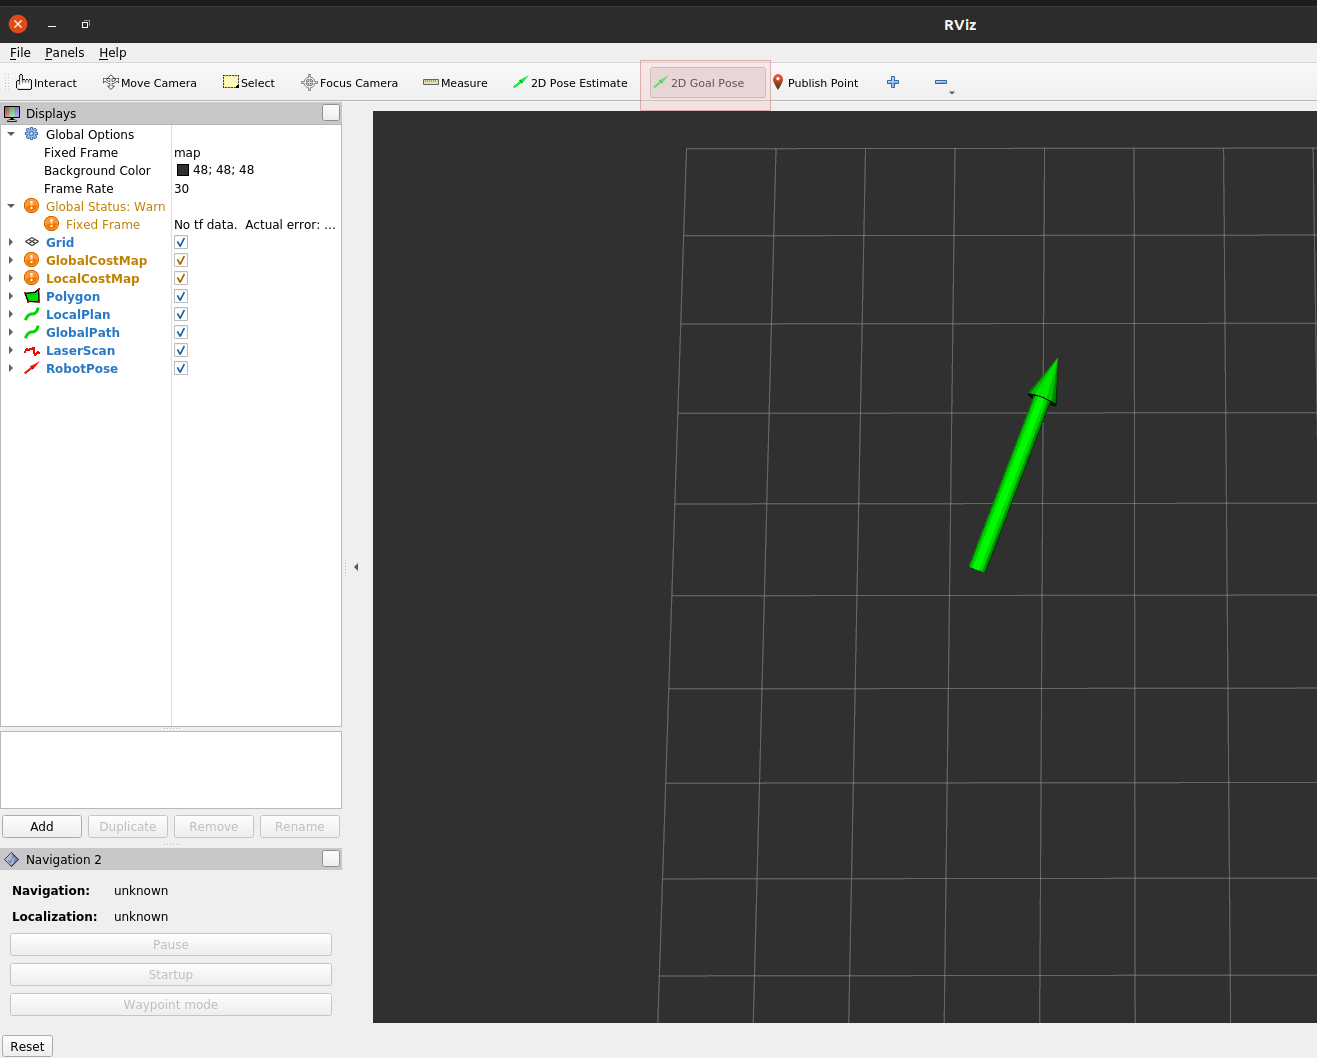 RViz
File Panels Help
Interact Move Camera Select Focus Camera Measure 2D Pose Estimate 2D Goal Pose Publish Point
Displays
Global Options
Fixed Frame map
Background Color 48; 48; 48
Frame Rate 30
Global Status: Warn
Fixed Frame No tf data. Actual error: ...
Grid
GlobalCostMap
LocalCostMap
Polygon
LocalPlan
GlobalPath
LaserScan
RobotPose
Add Duplicate Remove Rename
Navigation 2
Navigation: unknown
Localization: unknown
Pause
Startup
Waypoint mode
Reset